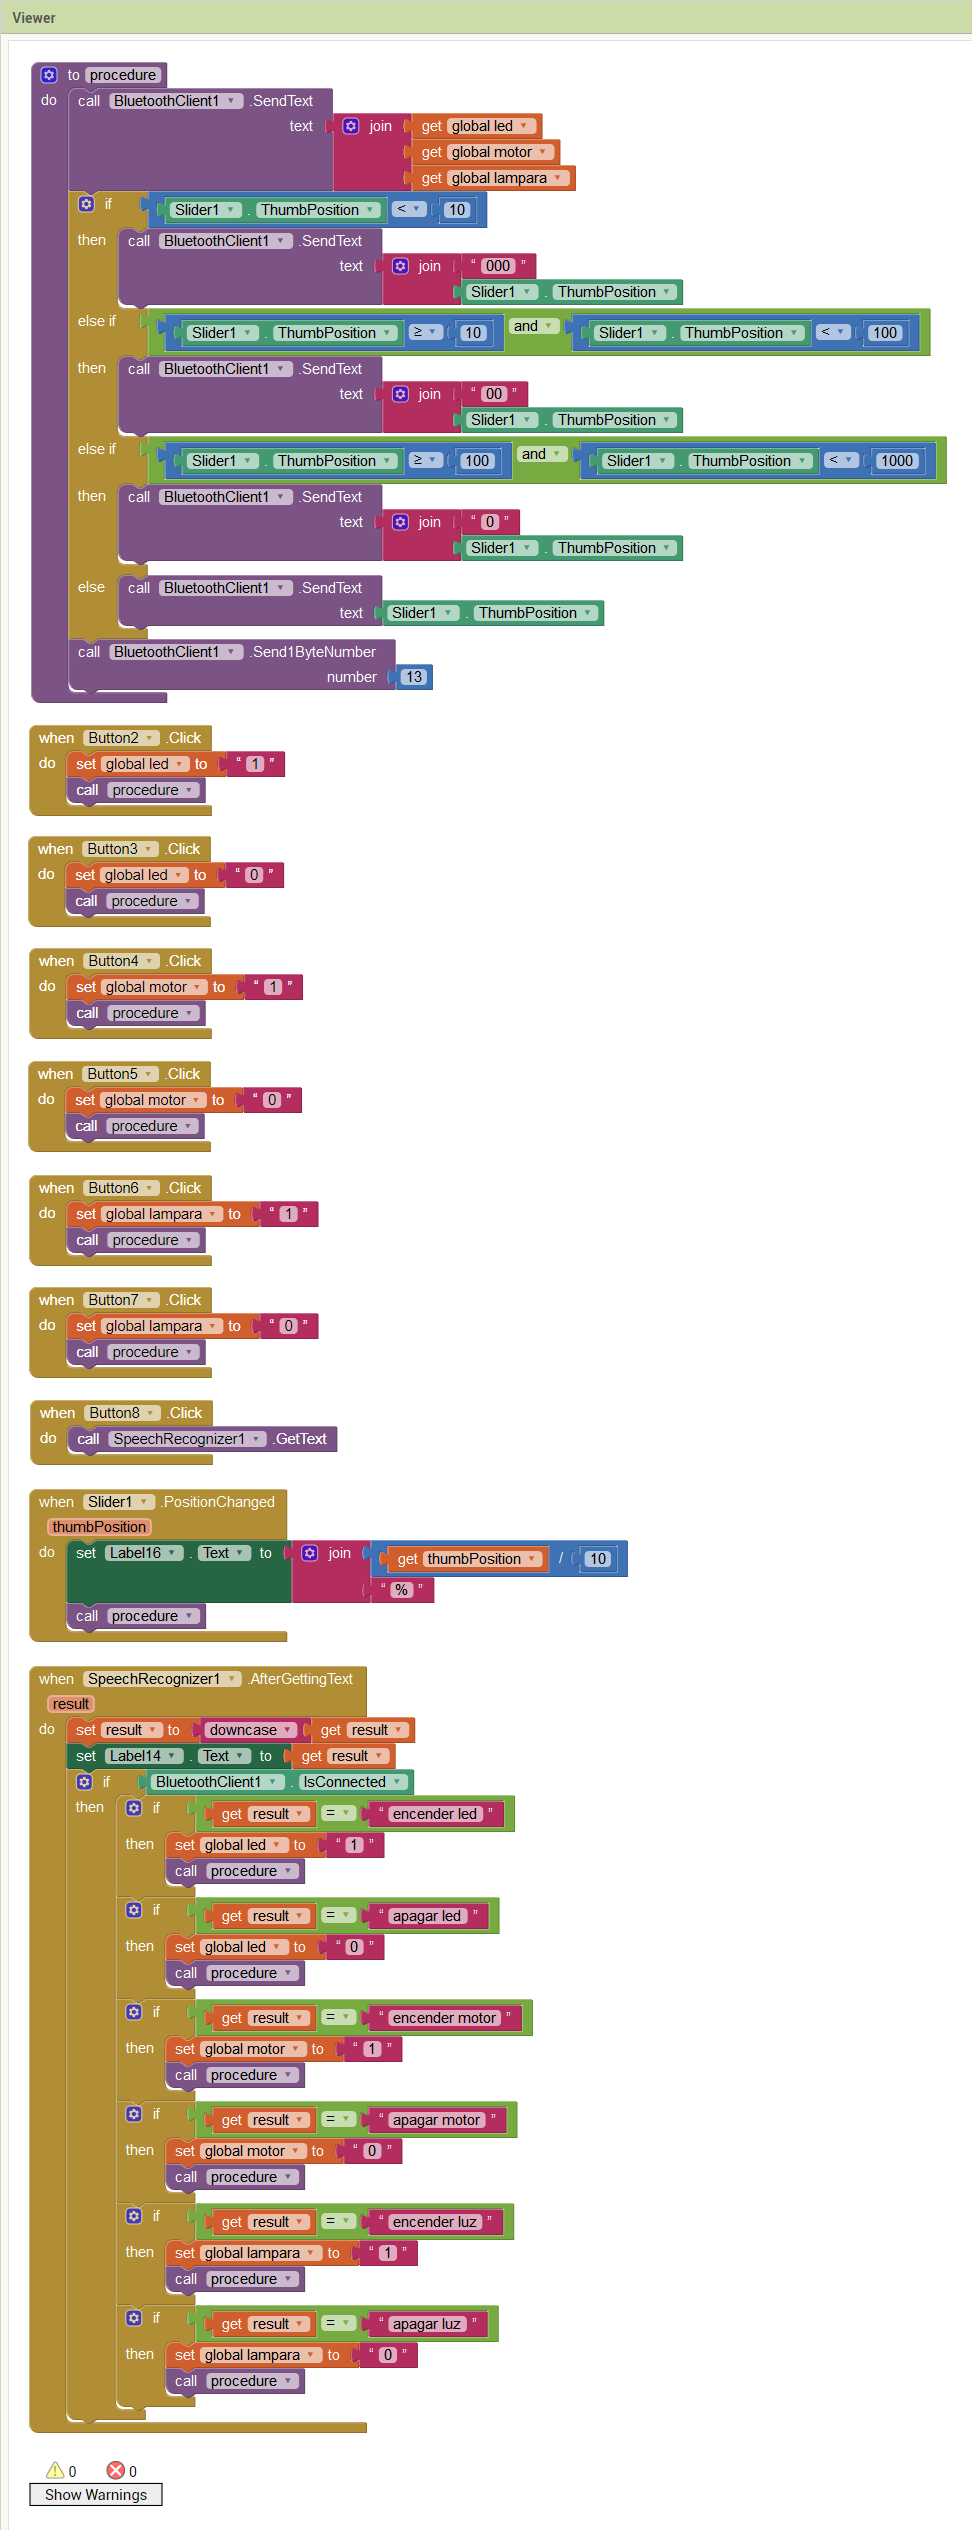 Viewer
to procedure
do call BluetoothClient1 .SendText
text join get global led
get global motor
get global lampara
if Slider1 . ThumbPosition < 10
then call BluetoothClient1 .SendText
text join " 000 "
Slider1 . ThumbPosition
else if Slider1 . ThumbPosition ≥ 10 and Slider1 . ThumbPosition < 100
then call BluetoothClient1 .SendText
text join " 00 "
Slider1 . ThumbPosition
else if Slider1 . ThumbPosition ≥ 100 and Slider1 . ThumbPosition < 1000
then call BluetoothClient1 .SendText
text join " 0 "
Slider1 . ThumbPosition
else call BluetoothClient1 .SendText
text Slider1 . ThumbPosition
call BluetoothClient1 .Send1ByteNumber
number 13
when Button2 .Click
do set global led to " 1 "
call procedure
when Button3 .Click
do set global led to " 0 "
call procedure
when Button4 .Click
do set global motor to " 1 "
call procedure
when Button5 .Click
do set global motor to " 0 "
call procedure
when Button6 .Click
do set global lampara to " 1 "
call procedure
when Button7 .Click
do set global lampara to " 0 "
call procedure
when Button8 .Click
do call SpeechRecognizer1 .GetText
when Slider1 .PositionChanged
thumbPosition
do set Label16 . Text to join get thumbPosition / 10
" % "
call procedure
when SpeechRecognizer1 .AfterGettingText
result
do set result to downcase get result
set Label14 . Text to get result
if BluetoothClient1 . IsConnected
then if get result = " encender led "
then set global led to " 1 "
call procedure
if get result = " apagar led "
then set global led to " 0 "
call procedure
if get result = " encender motor "
then set global motor to " 1 "
call procedure
if get result = " apagar motor "
then set global motor to " 0 "
call procedure
if get result = " encender luz "
then set global lampara to " 1 "
call procedure
if get result = " apagar luz "
then set global lampara to " 0 "
call procedure
0 0
Show Warnings